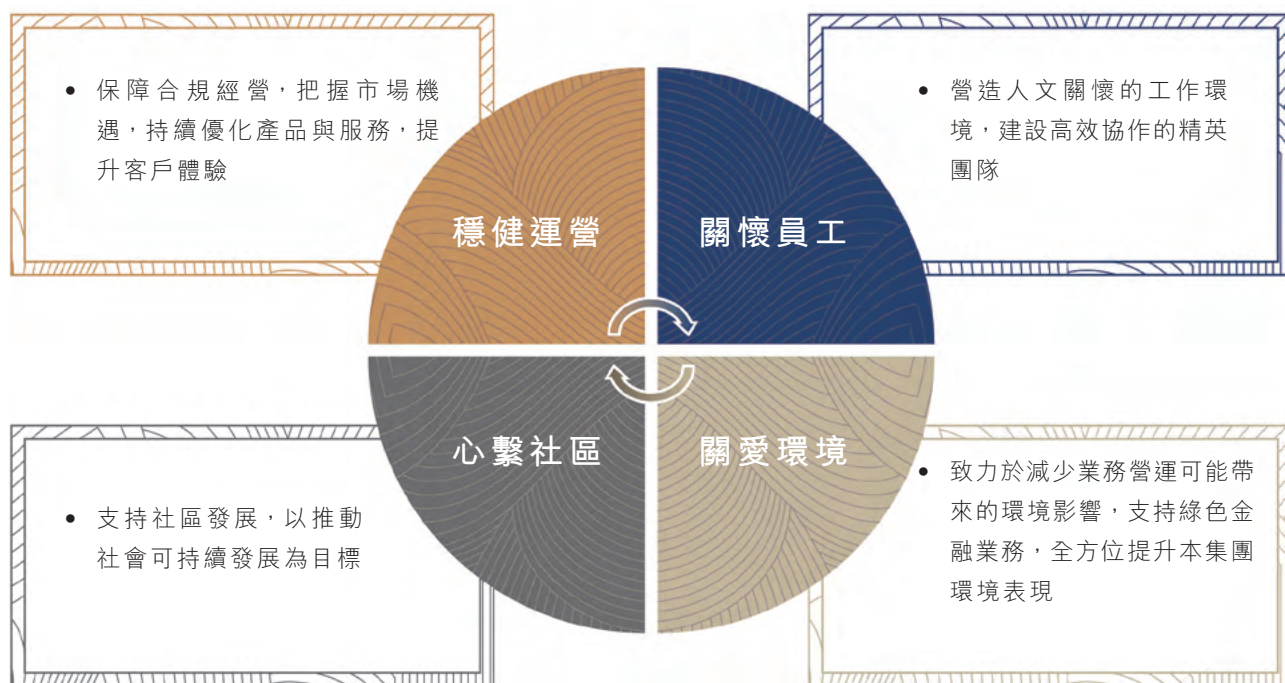 • 保障合規經營，把握市場機
遇，持續優化產品與服務，提
升客戶體驗
• 營造人文關懷的工作環
境，建設高效協作的精英
團隊
穩健運營
關懷員工
心繫社區
關愛環境
• 支持社區發展，以推動
社會可持續發展為目標
• 致力於減少業務營運可能帶
來的環境影響，支持綠色金
融業務，全方位提升本集團
環境表現